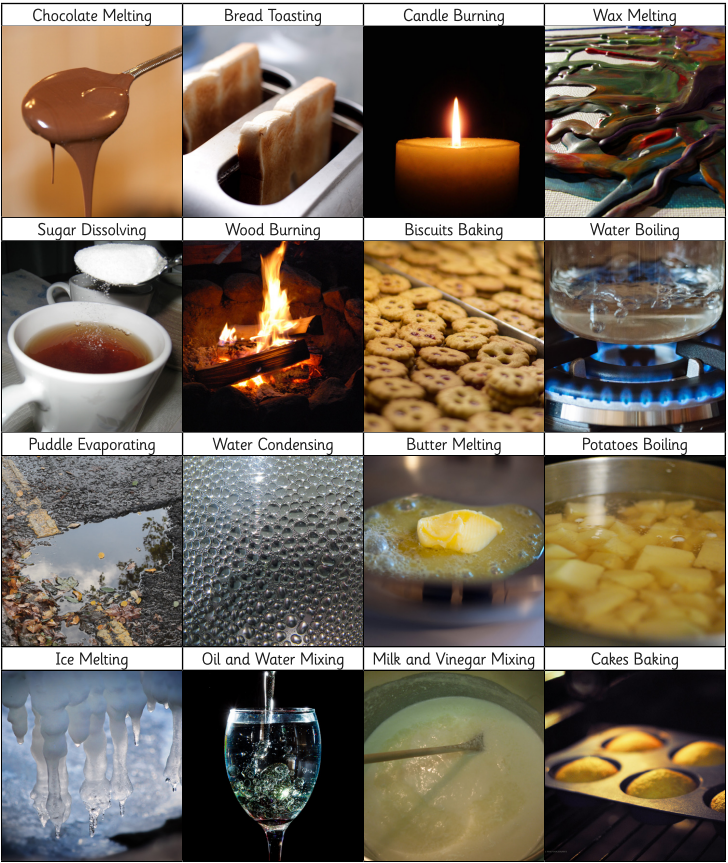 Chocolate Melting
Bread Toasting
Candle Burning
Wax Melting
Sugar Dissolving
Wood Burning
Biscuits Baking
Water Boiling
Puddle Evaporating
Water Condensing
Butter Melting
Potatoes Boiling
Ice Melting
Oil and Water Mixing
Milk and Vinegar Mixing
Cakes Baking